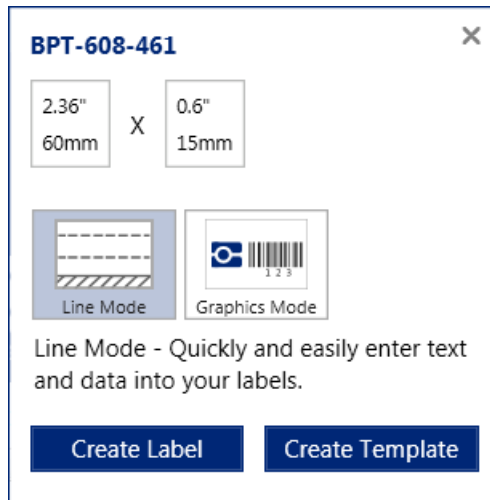 BPT-608-461
2.36" X 0.6"
60mm 15mm
1 2 3
Line Mode Graphics Mode
Line Mode - Quickly and easily enter text
and data into your labels.
Create Label Create Template